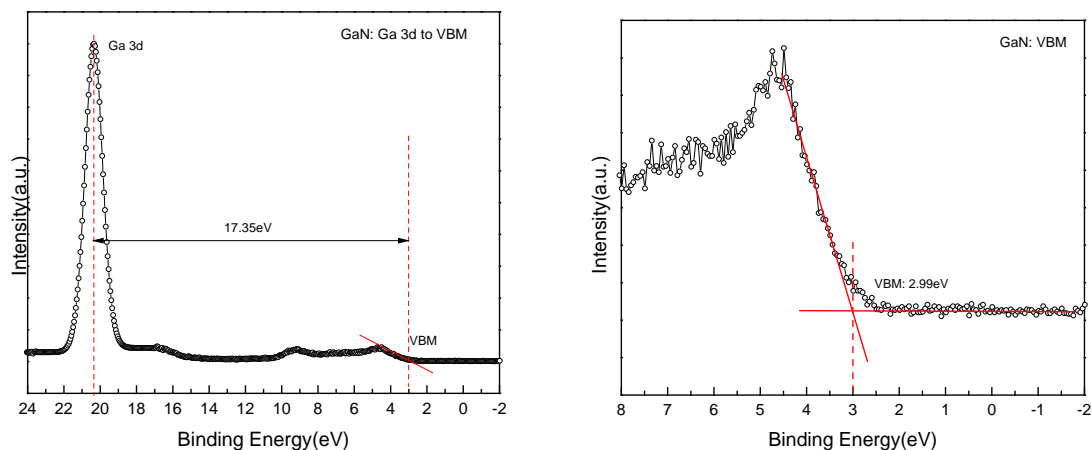 GaN: Ga 3d to VBM
Ga 3d
17.35eV
VBM
Intensity(a.u.)
24 22 20 18 16 14 12 10 8 6 4 2 0 -2
Binding Energy(eV)
GaN: VBM
VBM: 2.99eV
Intensity(a.u.)
8 7 6 5 4 3 2 1 0 -1 -2
Binding Energy(eV)